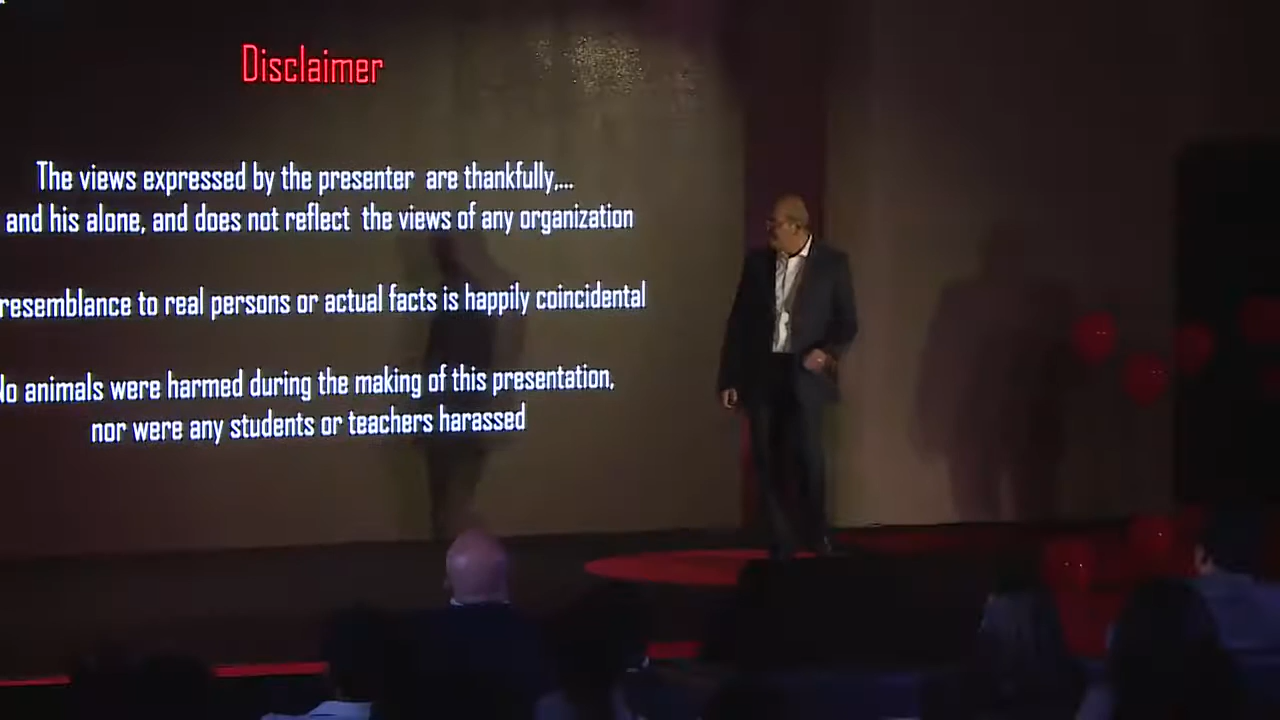 Disclaimer
The views expressed by the presenter are thankfully,...
and his alone, and does not reflect the views of any organization
resemblance to real persons or actual facts is happily coincidental
animals were harmed during the making of this presentation,
nor were any students or teachers harassed